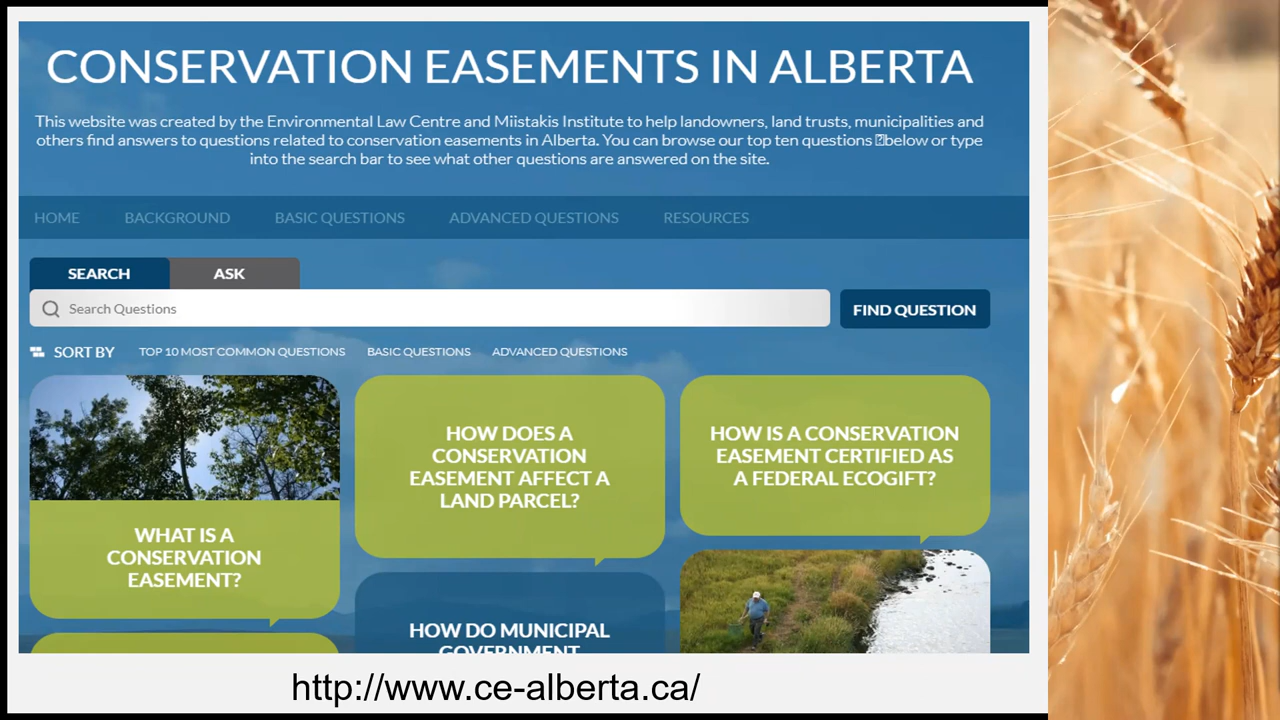 CONSERVATION EASEMENTS IN ALBERTA
This website was created by the Environmental Law Centre and Miistakis Institute to help landowners, land trusts, municipalities and
others find answers to questions related to conservation easements in Alberta. You can browse our top ten questions below or type
into the search bar to see what other questions are answered on the site.
HOME BACKGROUND BASIC QUESTIONS ADVANCED QUESTIONS RESOURCES
SEARCH ASK
Search Questions FIND QUESTION
SORT BY TOP 10 MOST COMMON QUESTIONS BASIC QUESTIONS ADVANCED QUESTIONS
WHAT IS A
CONSERVATION
EASEMENT?
HOW DOES A
CONSERVATION
EASEMENT AFFECT A
LAND PARCEL?
HOW IS A CONSERVATION
EASEMENT CERTIFIED AS
A FEDERAL ECOGIFT?
HOW DO MUNICIPAL
GOVERNMENT
http://www.ce-alberta.ca/